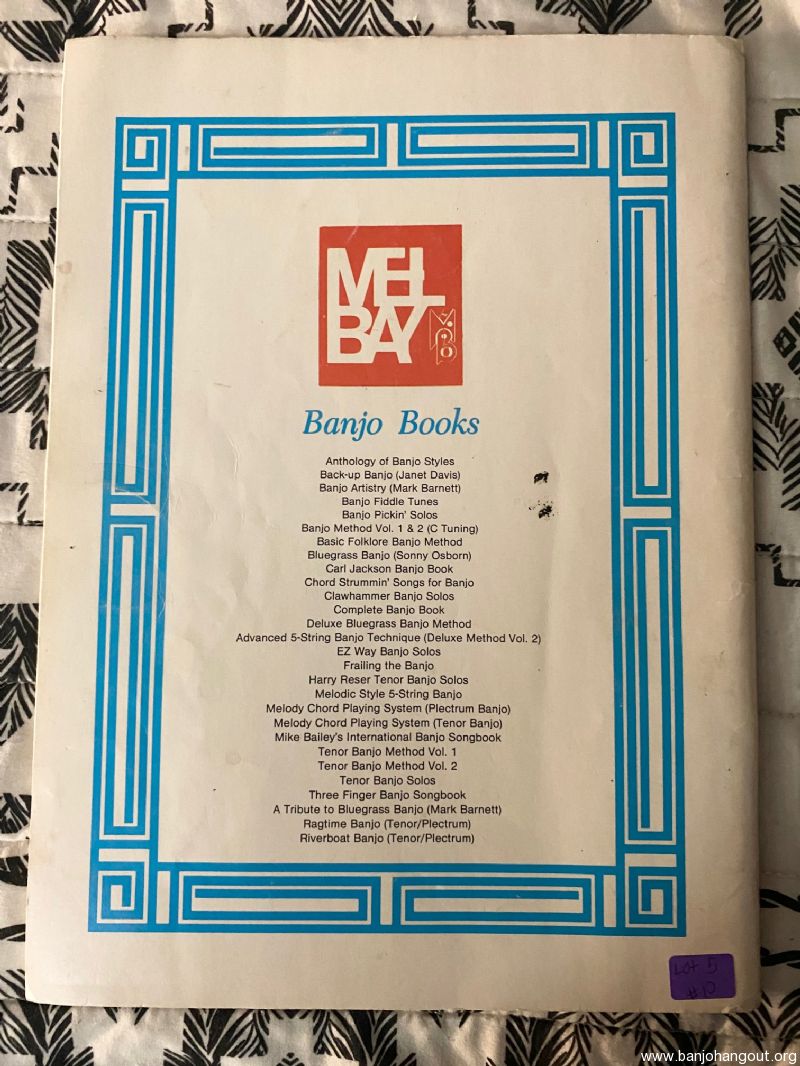 MEL
BAY
Banjo Books
Anthology of Banjo Styles
Back-up Banjo (Janet Davis)
Banjo Artistry (Mark Barnett)
Banjo Fiddle Tunes
Banjo Pickin' Solos
Banjo Method Vol. 1 & 2 (C Tuning)
Basic Folklore Banjo Method
Bluegrass Banjo (Sonny Osborn)
Carl Jackson Banjo Book
Chord Strummin' Songs for Banjo
Clawhammer Banjo Solos
Complete Banjo Book
Deluxe Bluegrass Banjo Method
Advanced 5-String Banjo Technique (Deluxe Method Vol. 2)
EZ Way Banjo Solos
Frailing the Banjo
Harry Reser Tenor Banjo Solos
Melodic Style 5-String Banjo
Melody Chord Playing System (Plectrum Banjo)
Melody Chord Playing System (Tenor Banjo)
Mike Bailey's International Banjo Songbook
Tenor Banjo Method Vol. 1
Tenor Banjo Method Vol. 2
Tenor Banjo Solos
Three Finger Banjo Songbook
A Tribute to Bluegrass Banjo (Mark Barnett)
Ragtime Banjo (Tenor/Plectrum)
Riverboat Banjo (Tenor/Plectrum)
Lot 5
#10
www.banjohangout.org